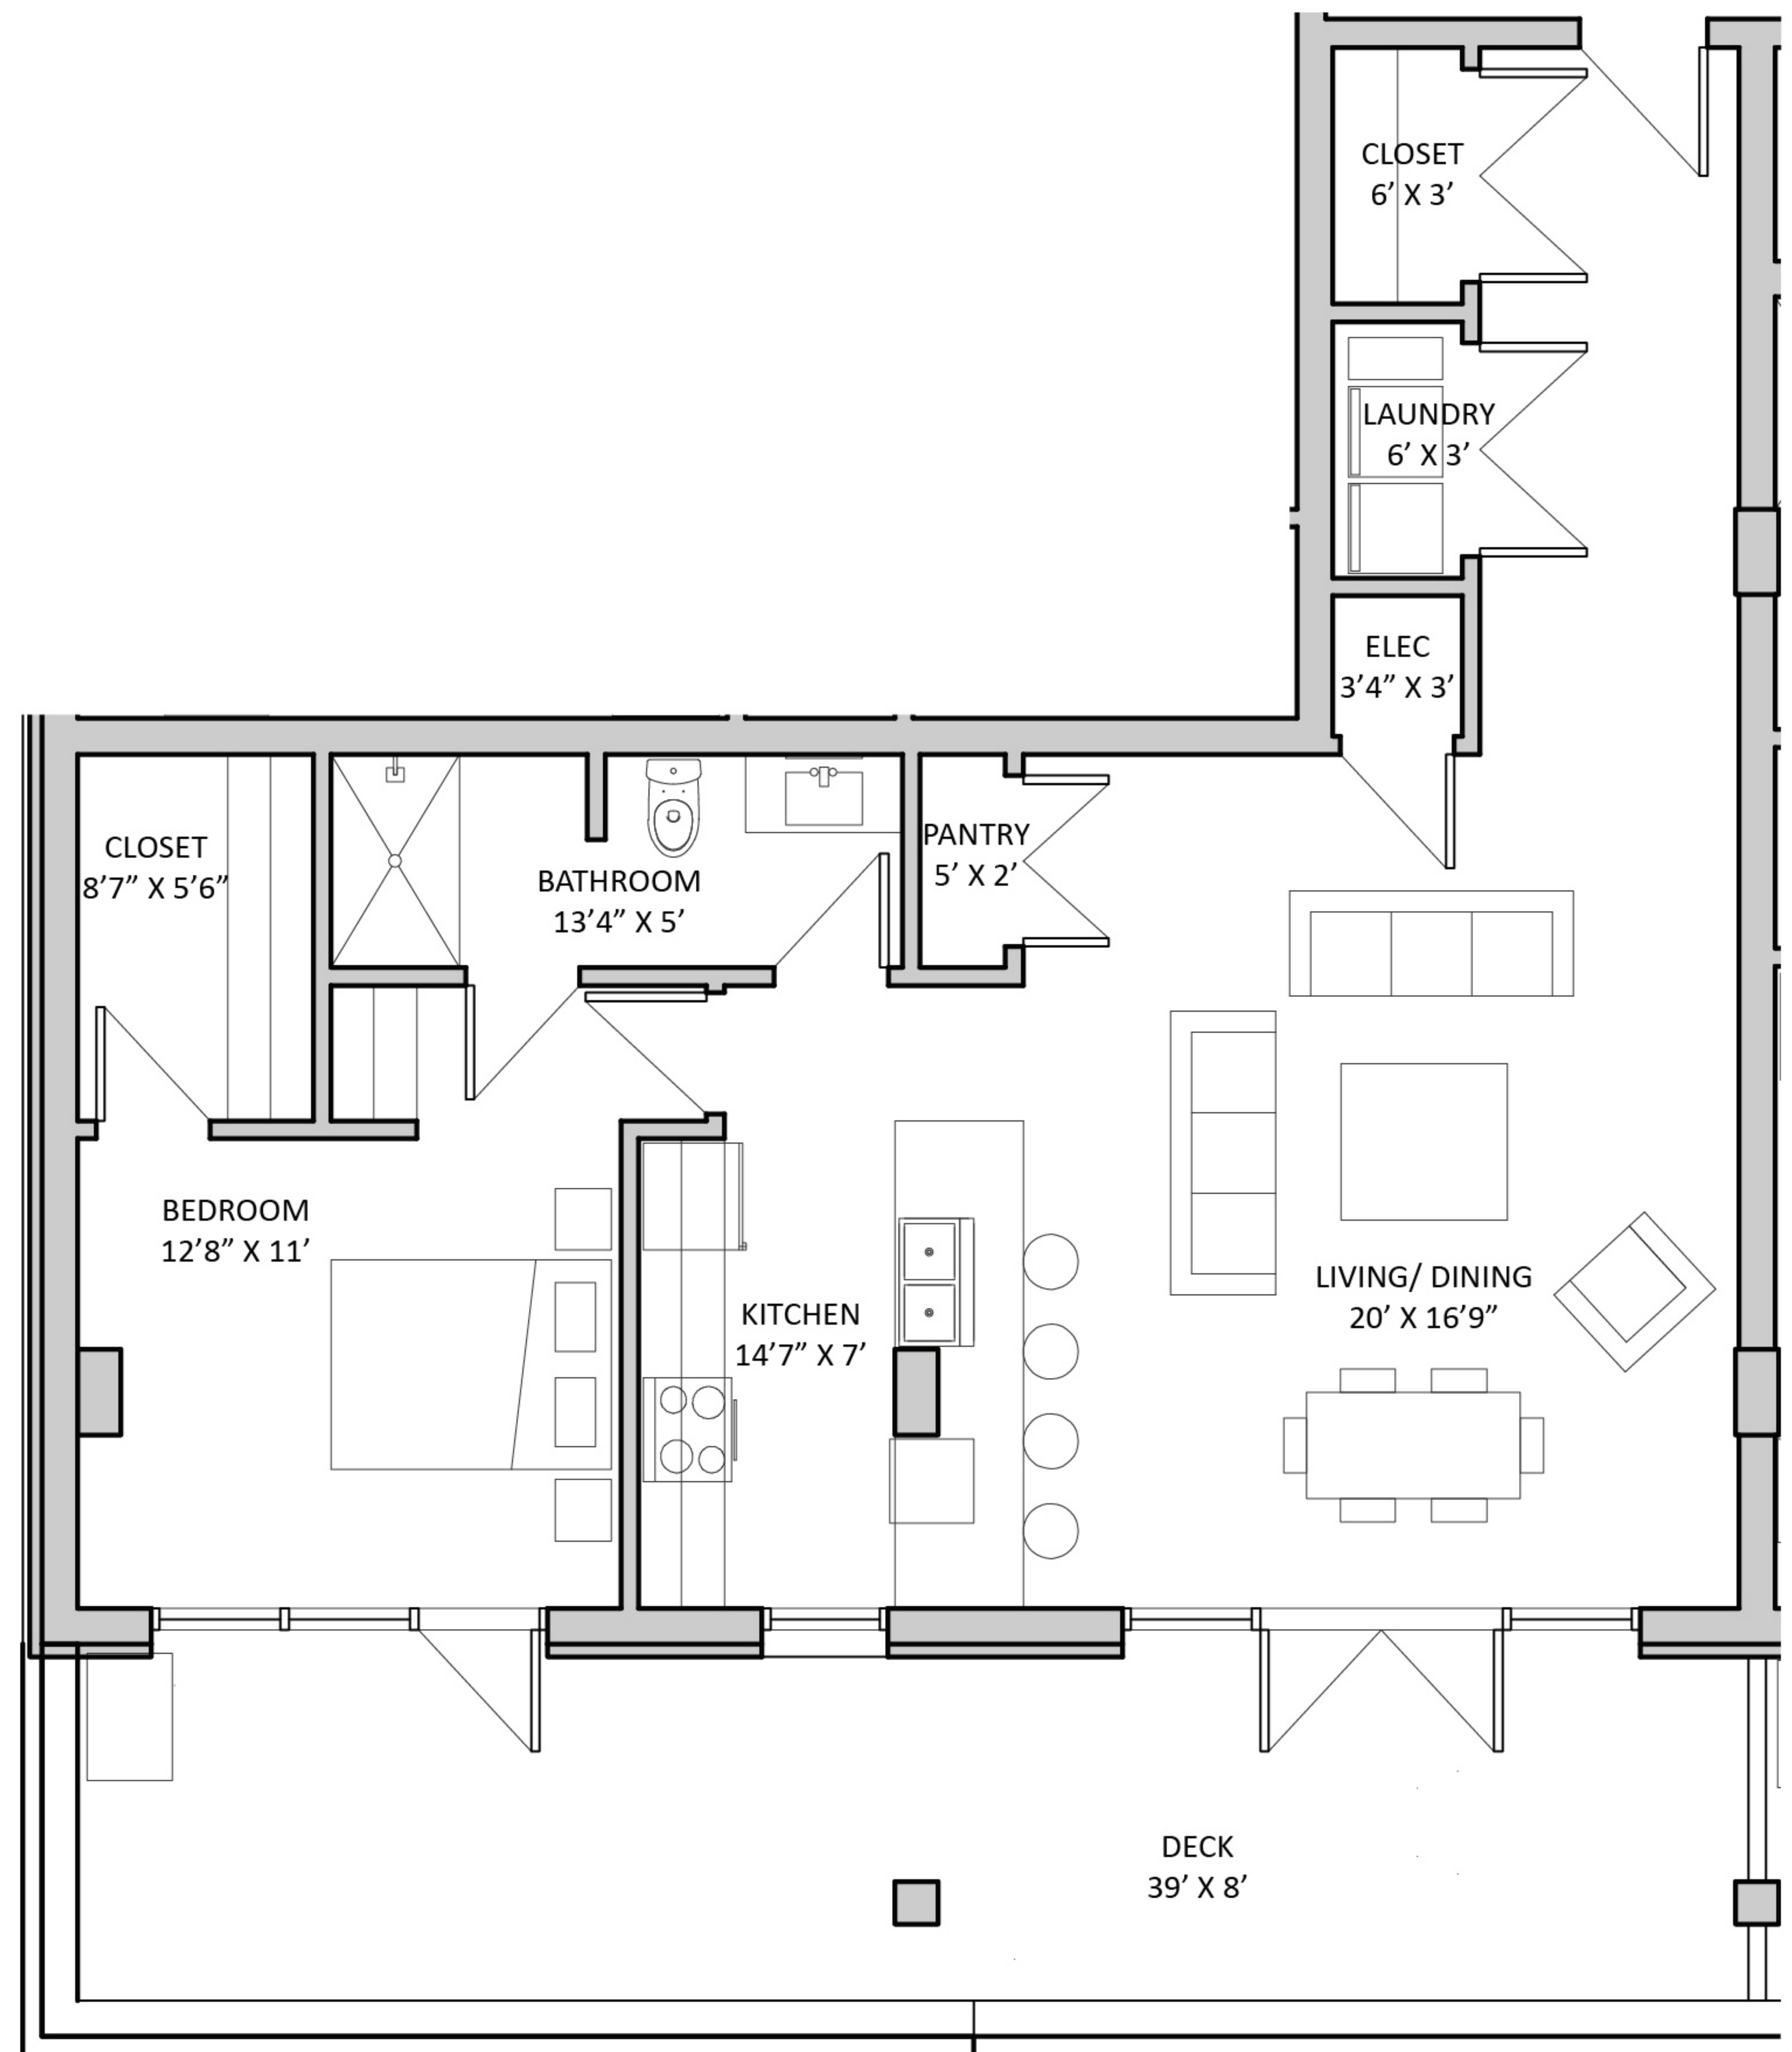 CLOSET
6’ X 3’
LAUNDRY
6’ X 3’
ELEC
3’4” X 3’
CLOSET
8’7” X 5’6”
BATHROOM
13’4” X 5’
PANTRY
5’ X 2’
BEDROOM
12’8” X 11’
KITCHEN
14’7” X 7’
LIVING/ DINING
20’ X 16’9”
DECK
39’ X 8’